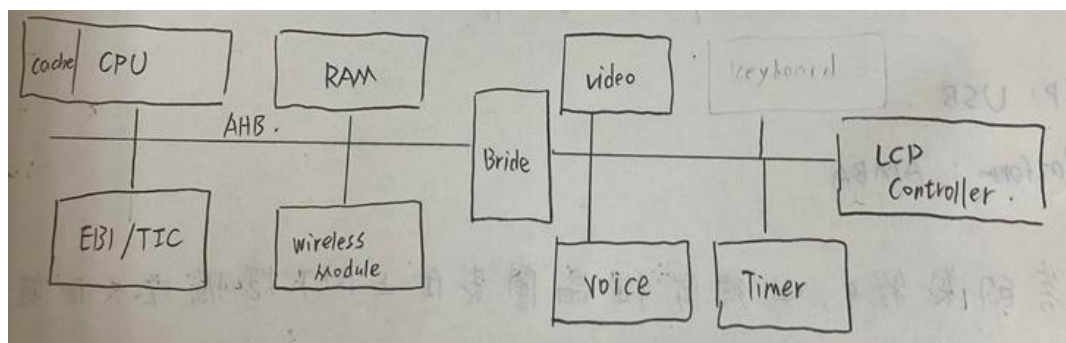 cache
CPU
RAM
video
keyboard
AHB.
Bride
LCD
Controller.
EBI/TIC
wireless
Module
Voice
Timer